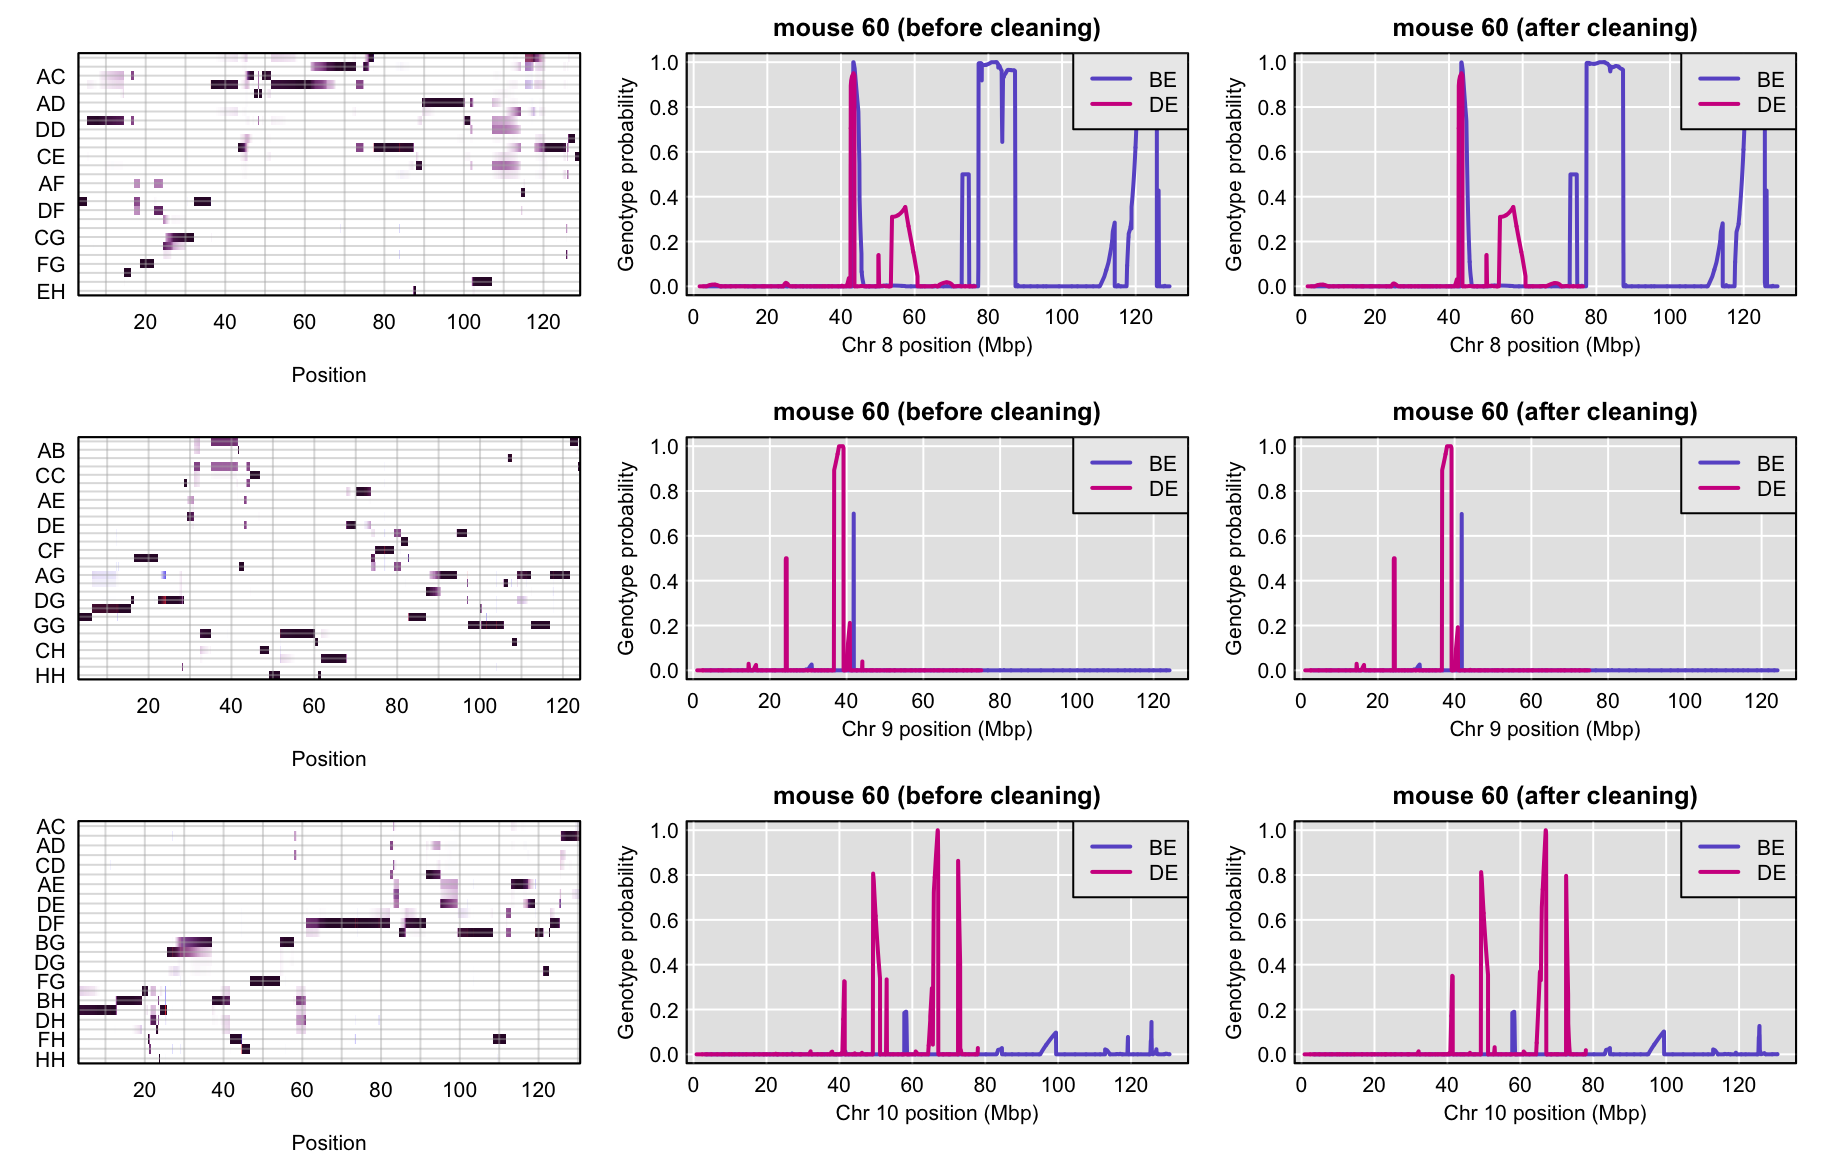 mouse 60 (before cleaning)
mouse 60 (after cleaning)
AC
AD
DD
CE
AF
DF
CG
FG
EH
20 40 60 80 100 120
Position
Genotype probability
1.0
0.8
0.6
0.4
0.2
0.0
BE
DE
0 20 40 60 80 100 120
Chr 8 position (Mbp)
Genotype probability
1.0
0.8
0.6
0.4
0.2
0.0
BE
DE
0 20 40 60 80 100 120
Chr 8 position (Mbp)
mouse 60 (before cleaning)
mouse 60 (after cleaning)
AB
CC
AE
DE
CF
AG
DG
GG
CH
HH
20 40 60 80 100 120
Position
Genotype probability
1.0
0.8
0.6
0.4
0.2
0.0
BE
DE
0 20 40 60 80 100 120
Chr 9 position (Mbp)
Genotype probability
1.0
0.8
0.6
0.4
0.2
0.0
BE
DE
0 20 40 60 80 100 120
Chr 9 position (Mbp)
mouse 60 (before cleaning)
mouse 60 (after cleaning)
AC
AD
CD
AE
DE
DF
BG
DG
FG
BH
DH
FH
HH
20 40 60 80 100 120
Position
Genotype probability
1.0
0.8
0.6
0.4
0.2
0.0
BE
DE
0 20 40 60 80 100 120
Chr 10 position (Mbp)
Genotype probability
1.0
0.8
0.6
0.4
0.2
0.0
BE
DE
0 20 40 60 80 100 120
Chr 10 position (Mbp)